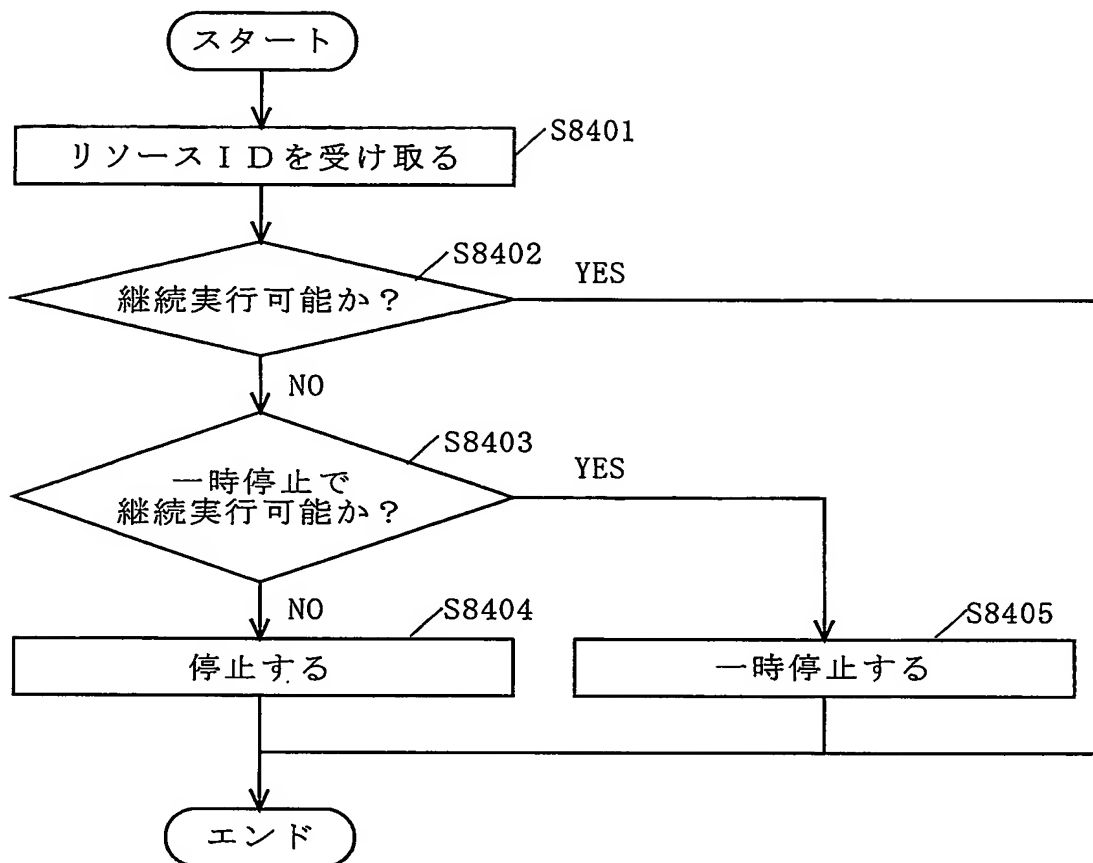 スタート
S8401
リソースＩＤを受け取る
S8402
YES
継続実行可能か？
NO
S8403
YES
一時停止で
継続実行可能か？
NO
S8404
S8405
停止する
一時停止する
エンド